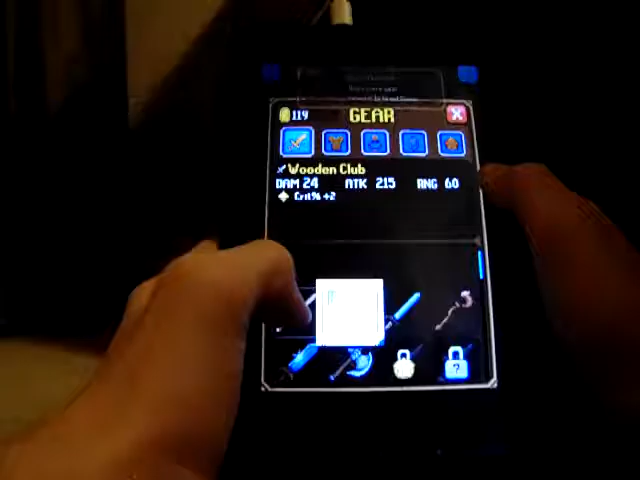 119
GEAR
Wooden Club
DAM 24 ATK 215 RNG 60
Crit% +2
?